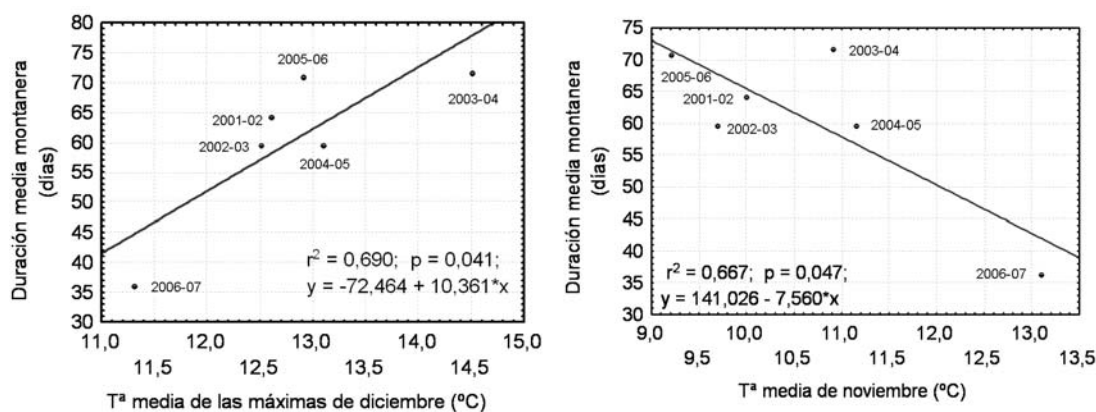 Duración media montanera
(días)
80
75
70
65
60
55
50
45
40
35
30
2005-06
2003-04
2001-02
2002-03
2004-05
2006-07
r² = 0,690; p = 0,041;
y = -72,464 + 10,361*x
11,0 12,0 13,0 14,0 15,0
11,5 12,5 13,5 14,5
Tª media de las máximas de diciembre (ºC)
Duración media montanera
(días)
75
70
65
60
55
50
45
40
35
30
2003-04
2005-06
2001-02
2002-03
2004-05
2006-07
r² = 0,667; p = 0,047;
y = 141,026 - 7,560*x
9,0 10,0 11,0 12,0 13,0
9,5 10,5 11,5 12,5 13,5
Tª media de noviembre (ºC)